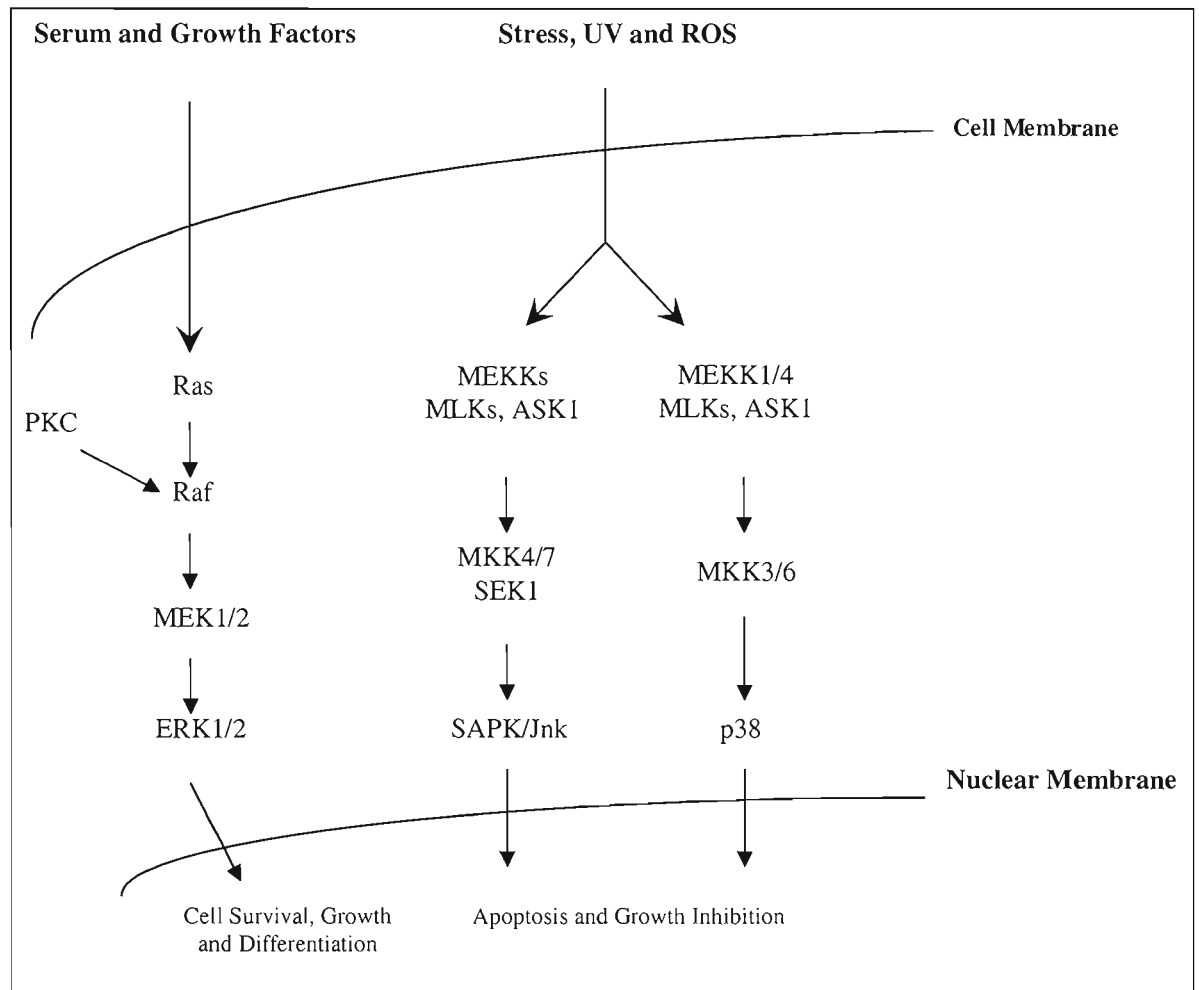 Serum and Growth Factors
Stress, UV and ROS
Cell Membrane
Ras
PKC
Raf
MEK1/2
ERK1/2
MEKKs
MLKs, ASK1
MKK4/7
SEK1
SAPK/Jnk
MEKK1/4
MLKs, ASK1
MKK3/6
p38
Nuclear Membrane
Cell Survival, Growth
and Differentiation
Apoptosis and Growth Inhibition